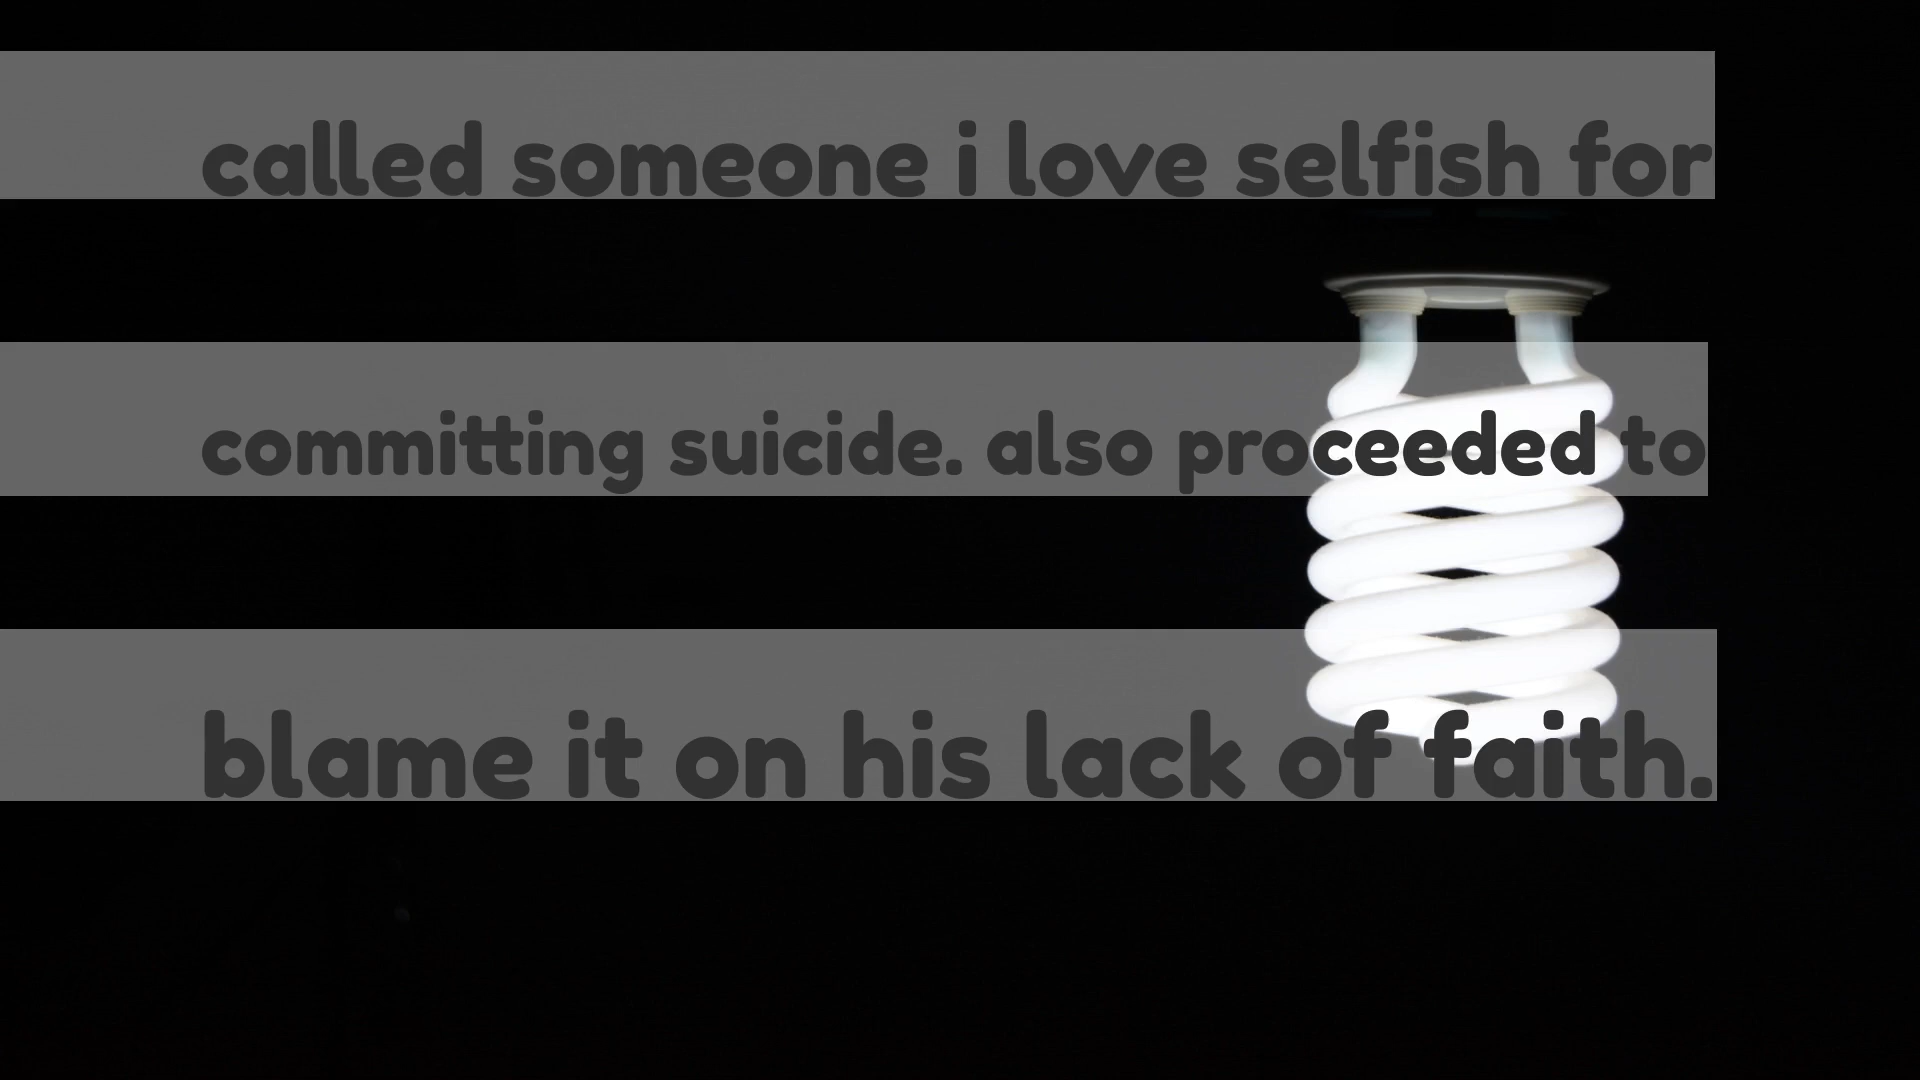 called someone i love selfish for
committing suicide. also proceeded to
blame it on his lack of faith.